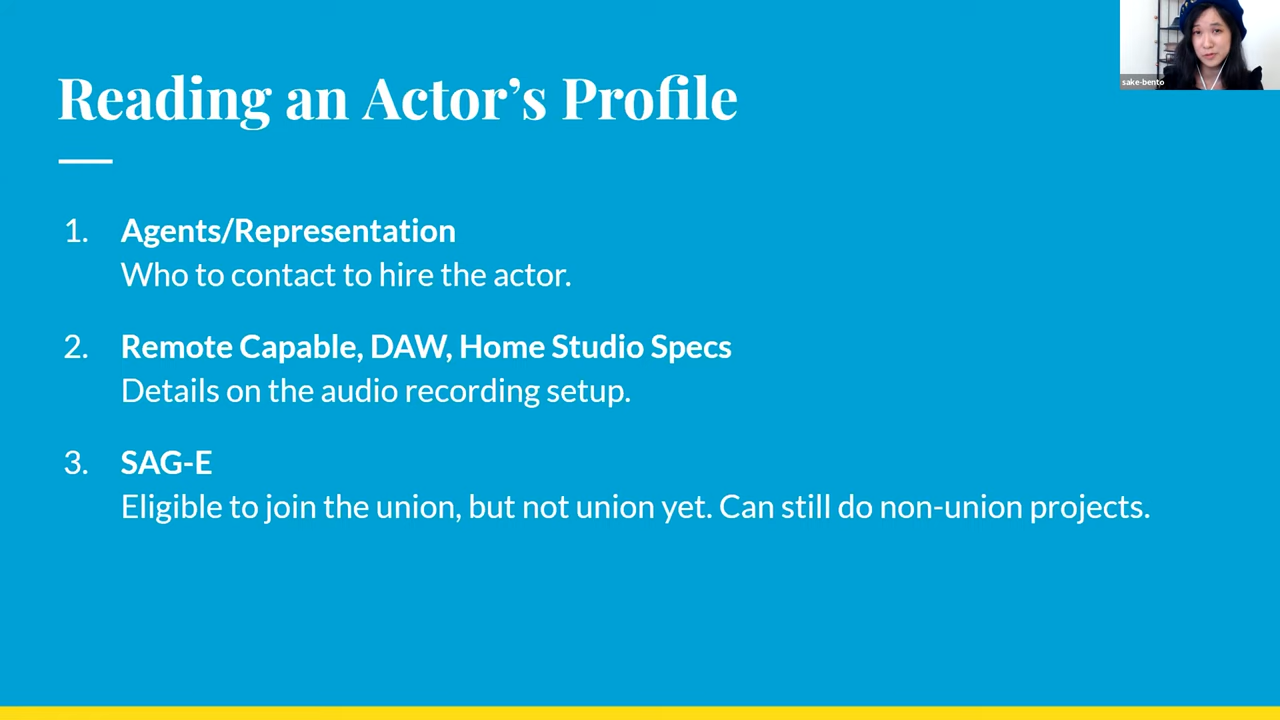 sake-bento
Reading an Actor’s Profile
1. Agents/Representation
Who to contact to hire the actor.
2. Remote Capable, DAW, Home Studio Specs
Details on the audio recording setup.
3. SAG-E
Eligible to join the union, but not union yet. Can still do non-union projects.